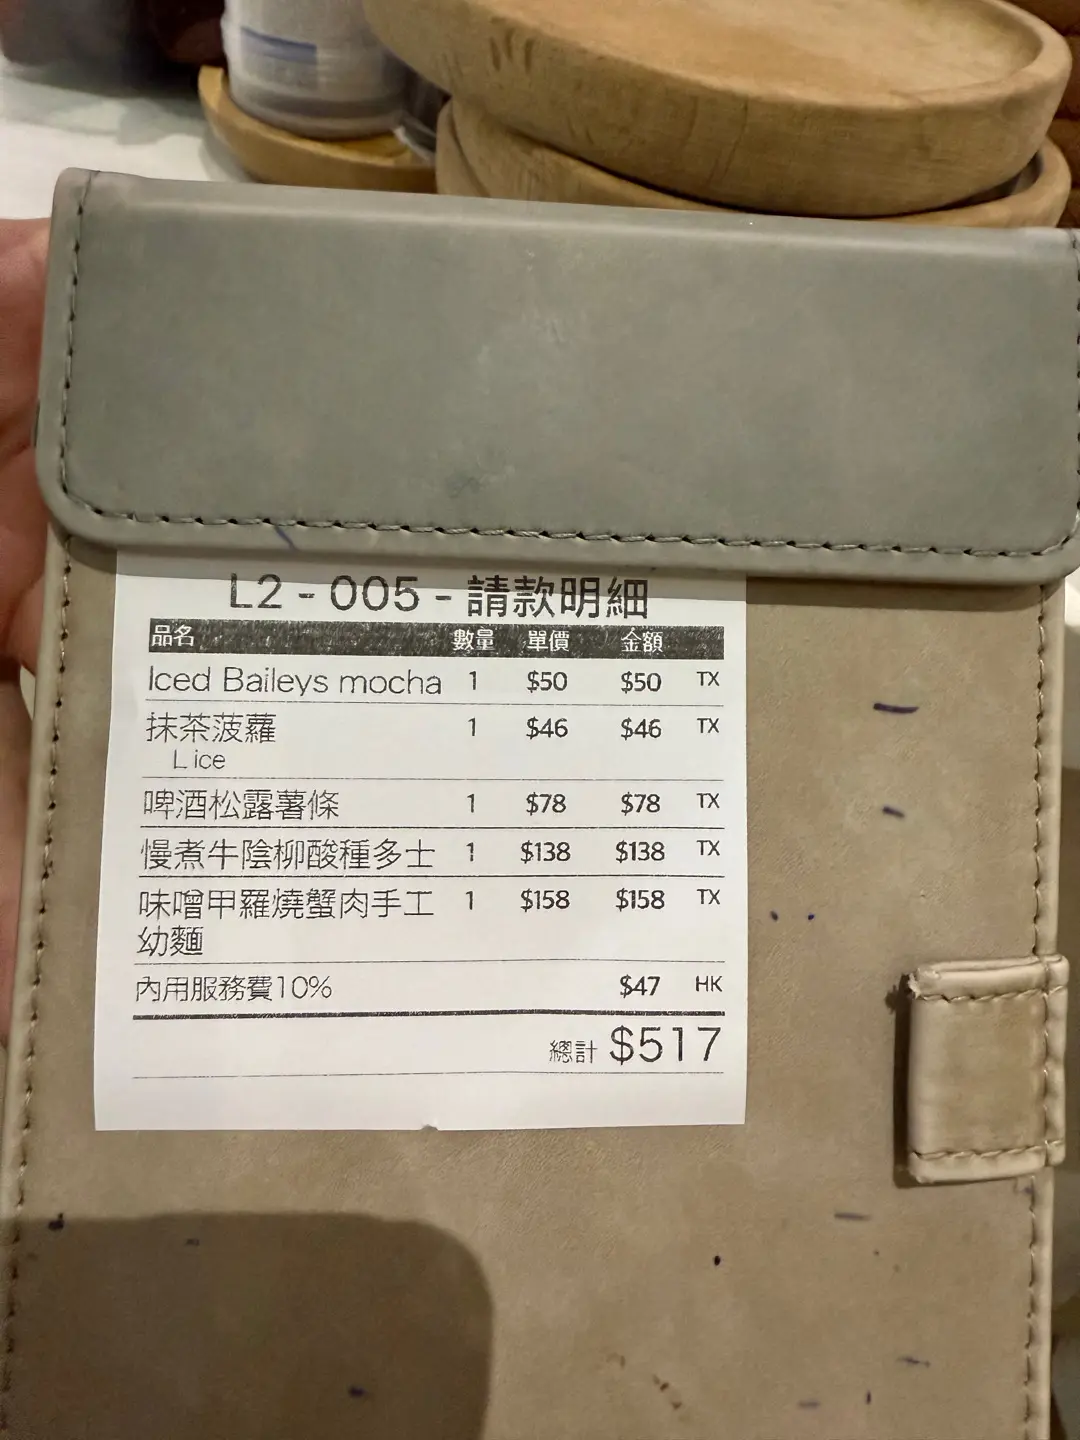 L2 - 005 - 請款明細
品名 數量 單價 金額
Iced Baileys mocha 1 $50 $50 TX
抹茶菠蘿 1 $46 $46 TX
L ice
啤酒松露薯條 1 $78 $78 TX
慢煮牛陰柳酸種多士 1 $138 $138 TX
味噌甲羅燒蟹肉手工 1 $158 $158 TX
幼麵
內用服務費10% $47 HK
總計 $517